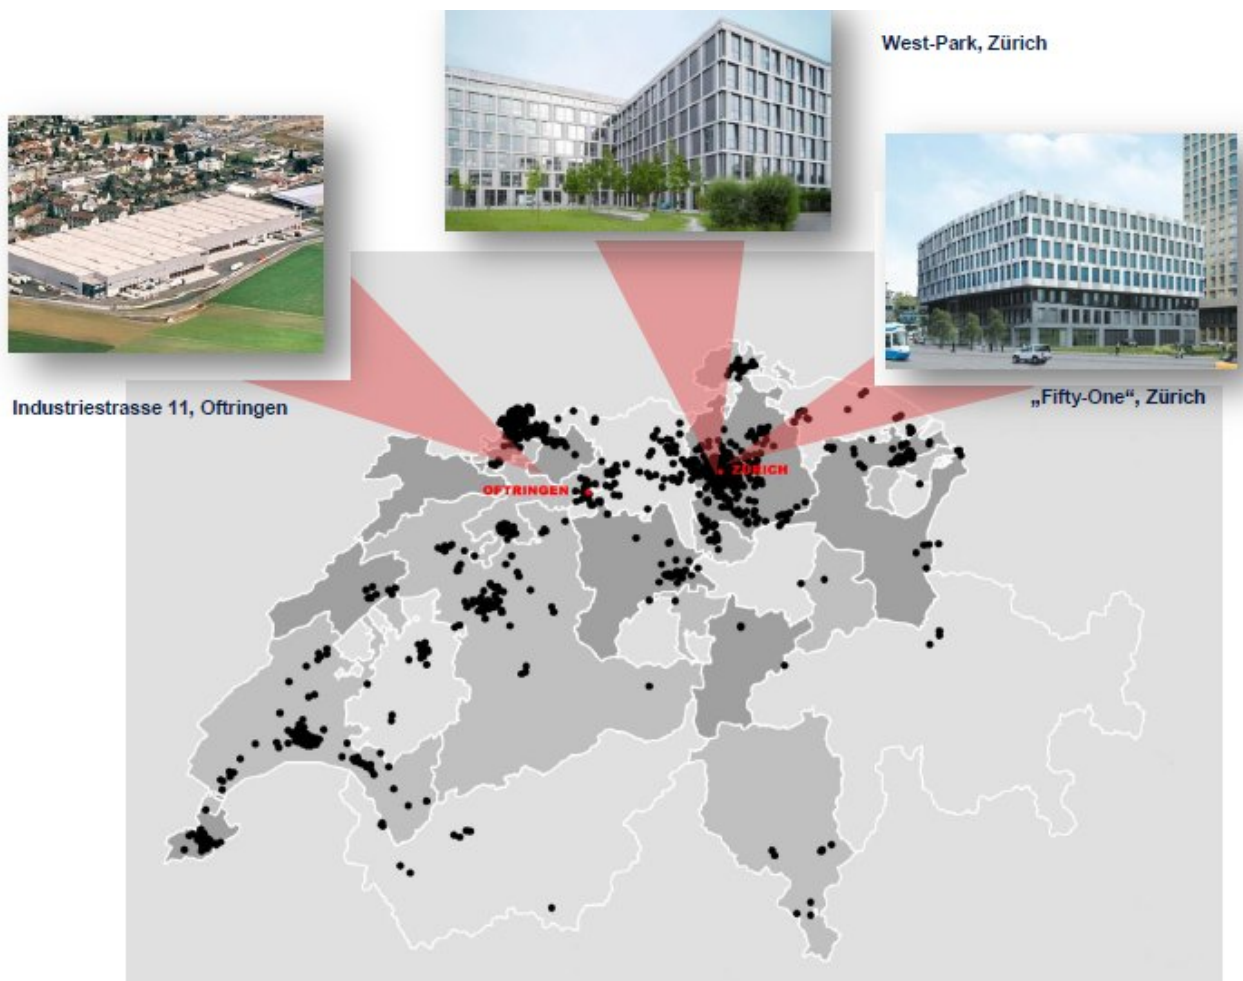 West-Park, Zürich
Industriestrasse 11, Oftringen
„Fifty-One“, Zürich
OFTRINGEN
ZÜRICH